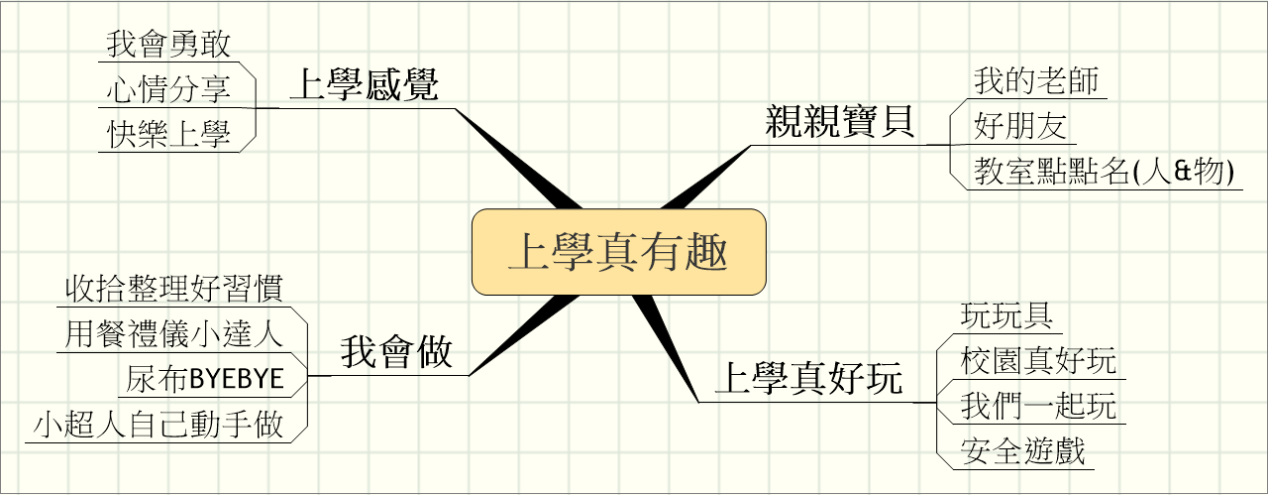 上學真有趣
上學感覺
我會勇敢
心情分享
快樂上學
親親寶貝
我的老師
好朋友
教室點點名(人&物)
我會做
收拾整理好習慣
用餐禮儀小達人
尿布BYEBYE
小超人自己動手做
上學真好玩
玩玩具
校園真好玩
我們一起玩
安全遊戲